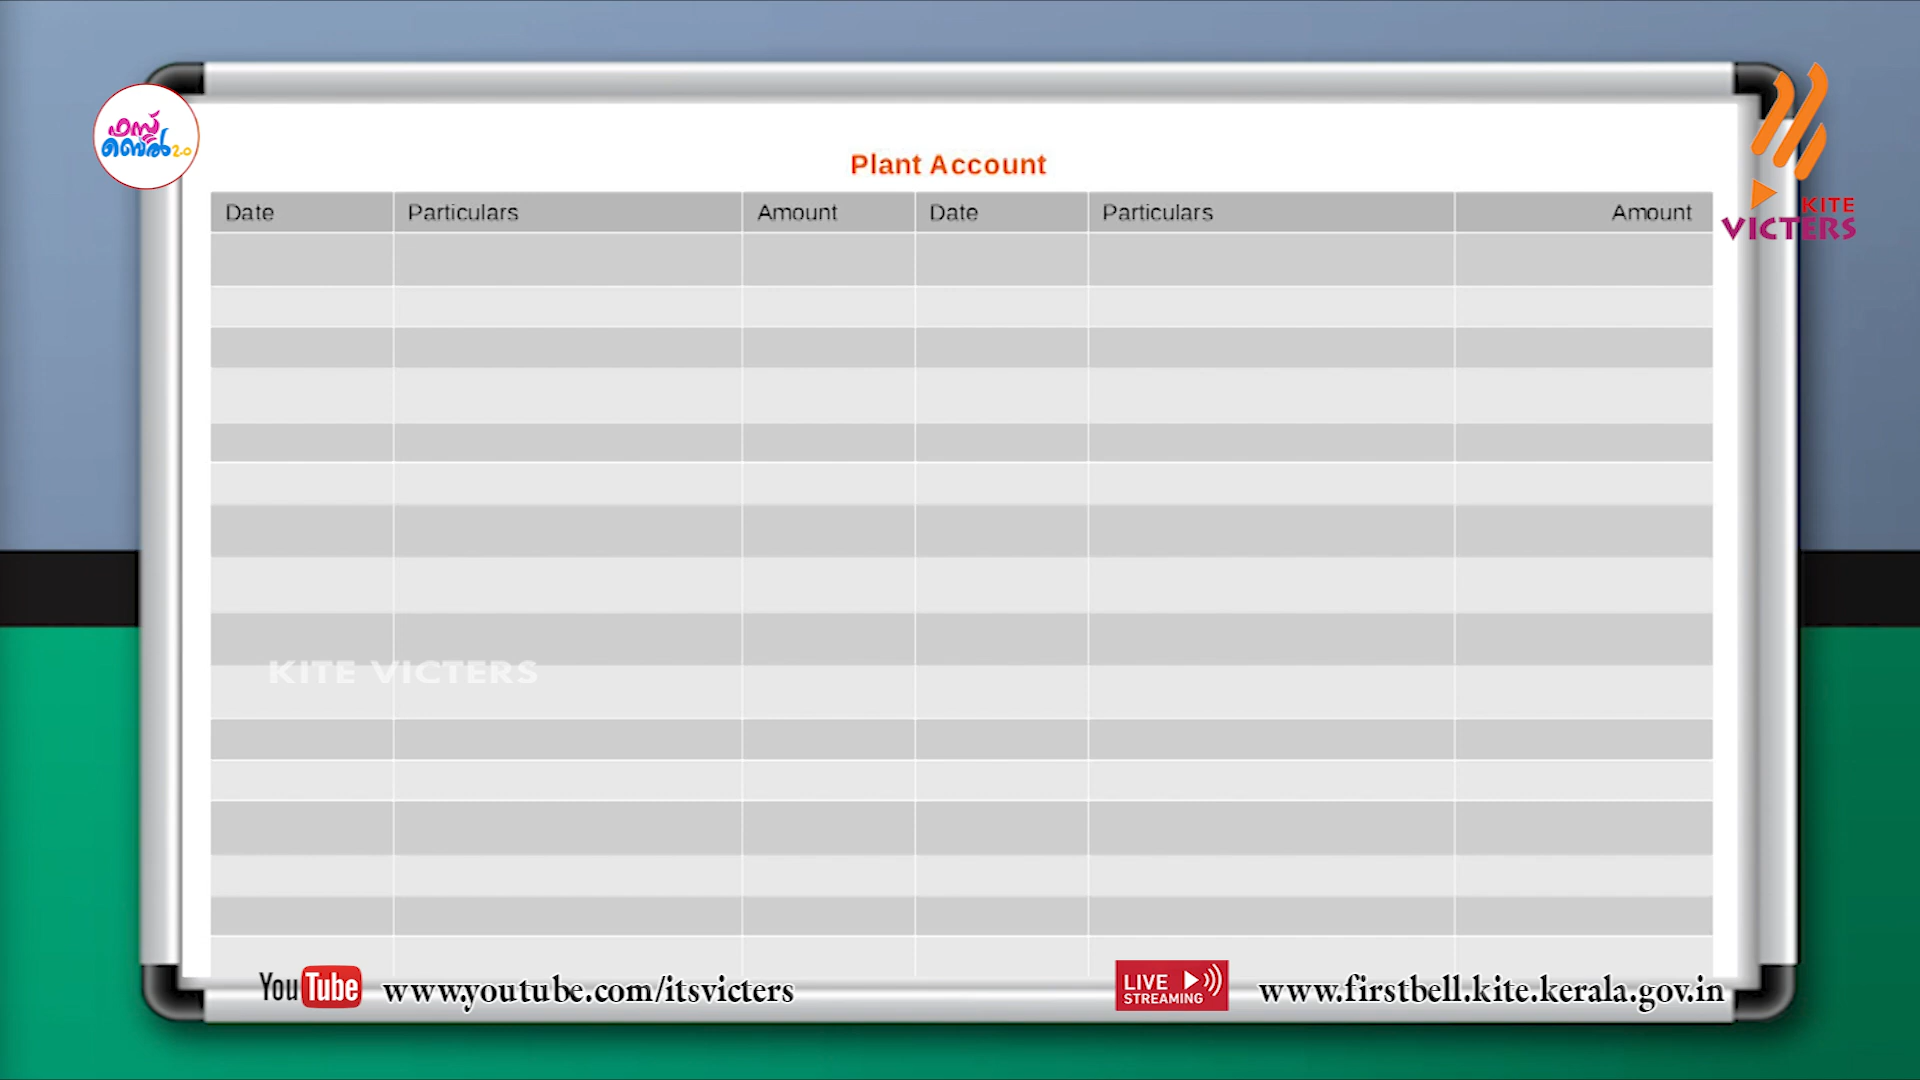 ഫസ്റ്റ്
ബെൽ 2.0
Plant Account
KITE
VICTERS
Date Particulars Amount Date Particulars Amount
KITE VICTERS
YouTube www.youtube.com/itsvicters
LIVE STREAMING www.firstbell.kite.kerala.gov.in